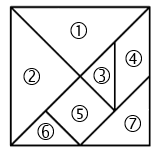 ①
② ③ ④
⑥ ⑤ ⑦